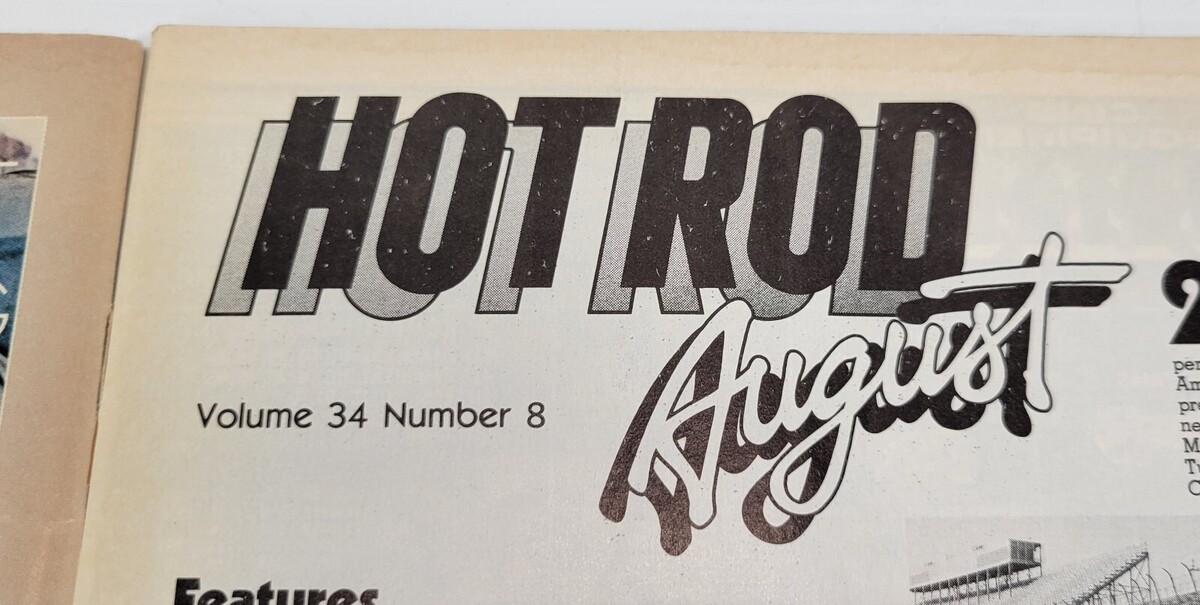 HOT ROD
August
Volume 34 Number 8
Features